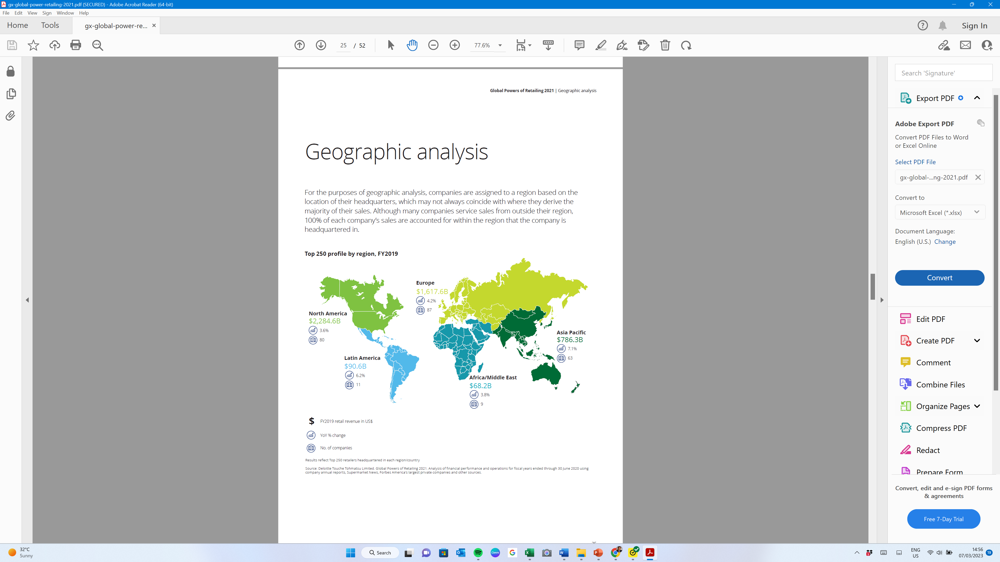 gx-global-power-retailing-2021.pdf (SECURED) - Adobe Acrobat Reader (64-bit)
File Edit View Sign Window Help
Home Tools gx-global-power-re... Sign In
25 / 52 77.6%
Search 'Signature'
Export PDF
Adobe Export PDF
Convert PDF Files to Word
or Excel Online
Select PDF File
gx-global-...ng-2021.pdf
Convert to
Microsoft Excel (*.xlsx)
Document Language:
English (U.S.) Change
Convert
Edit PDF
Create PDF
Comment
Combine Files
Organize Pages
Compress PDF
Redact
Prepare Form
Convert, edit and e-sign PDF forms
& agreements
Free 7-Day Trial
Global Powers of Retailing 2021 | Geographic analysis
Geographic analysis
For the purposes of geographic analysis, companies are assigned to a region based on the
location of their headquarters, which may not always coincide with where they derive the
majority of their sales. Although many companies service sales from outside their region,
100% of each company's sales are accounted for within the region that the company is
headquartered in.
Top 250 profile by region, FY2019
Europe
$1,617.6B
4.2%
87
North America
$2,284.6B
3.6%
80
Asia Pacific
$786.3B
7.1%
63
Latin America
$90.6B
6.2%
11
Africa/Middle East
$68.2B
3.8%
9
$ FY2019 retail revenue in US$
YoY % change
No. of companies
Results reflect Top 250 retailers headquartered in each region/country
Source: Deloitte Touche Tohmatsu Limited. Global Powers of Retailing 2021. Analysis of financial performance and operations for fiscal years ended through 30 June 2020 using
company annual reports, Supermarket News, Forbes America's largest private companies and other sources.
32°C
Sunny
Search
Canva
ENG
US
14:56
07/03/2023
19